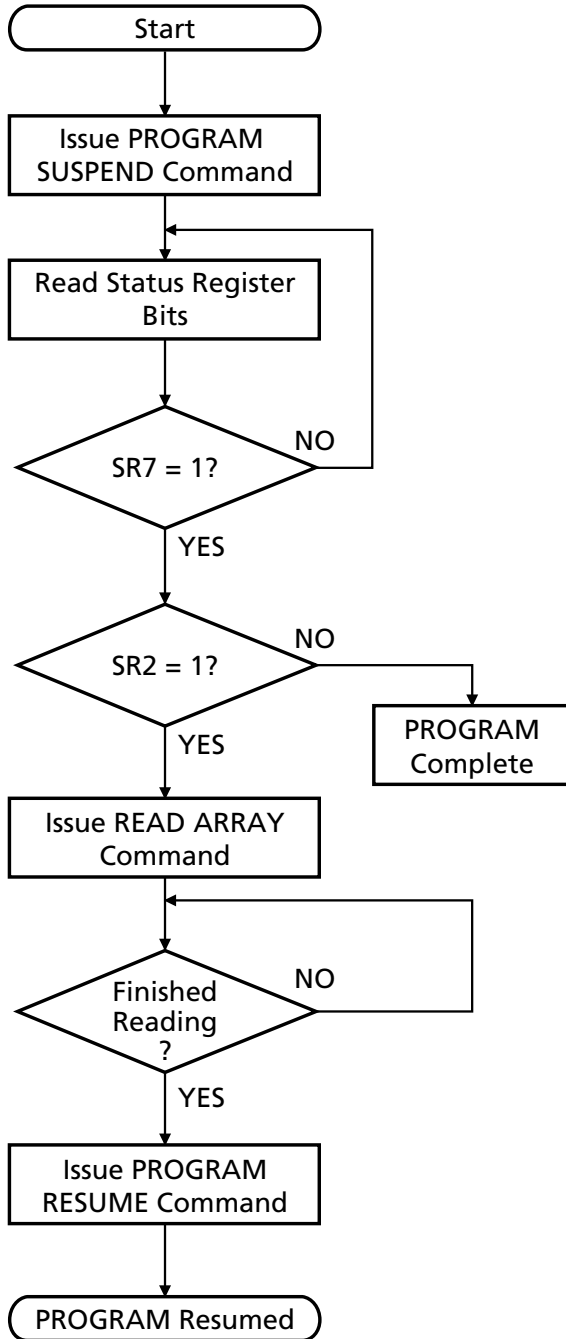 Start
Issue PROGRAM
SUSPEND Command
Read Status Register
Bits
NO
SR7 = 1?
YES
NO
SR2 = 1?
PROGRAM
Complete
YES
Issue READ ARRAY
Command
NO
Finished
Reading
?
YES
Issue PROGRAM
RESUME Command
PROGRAM Resumed